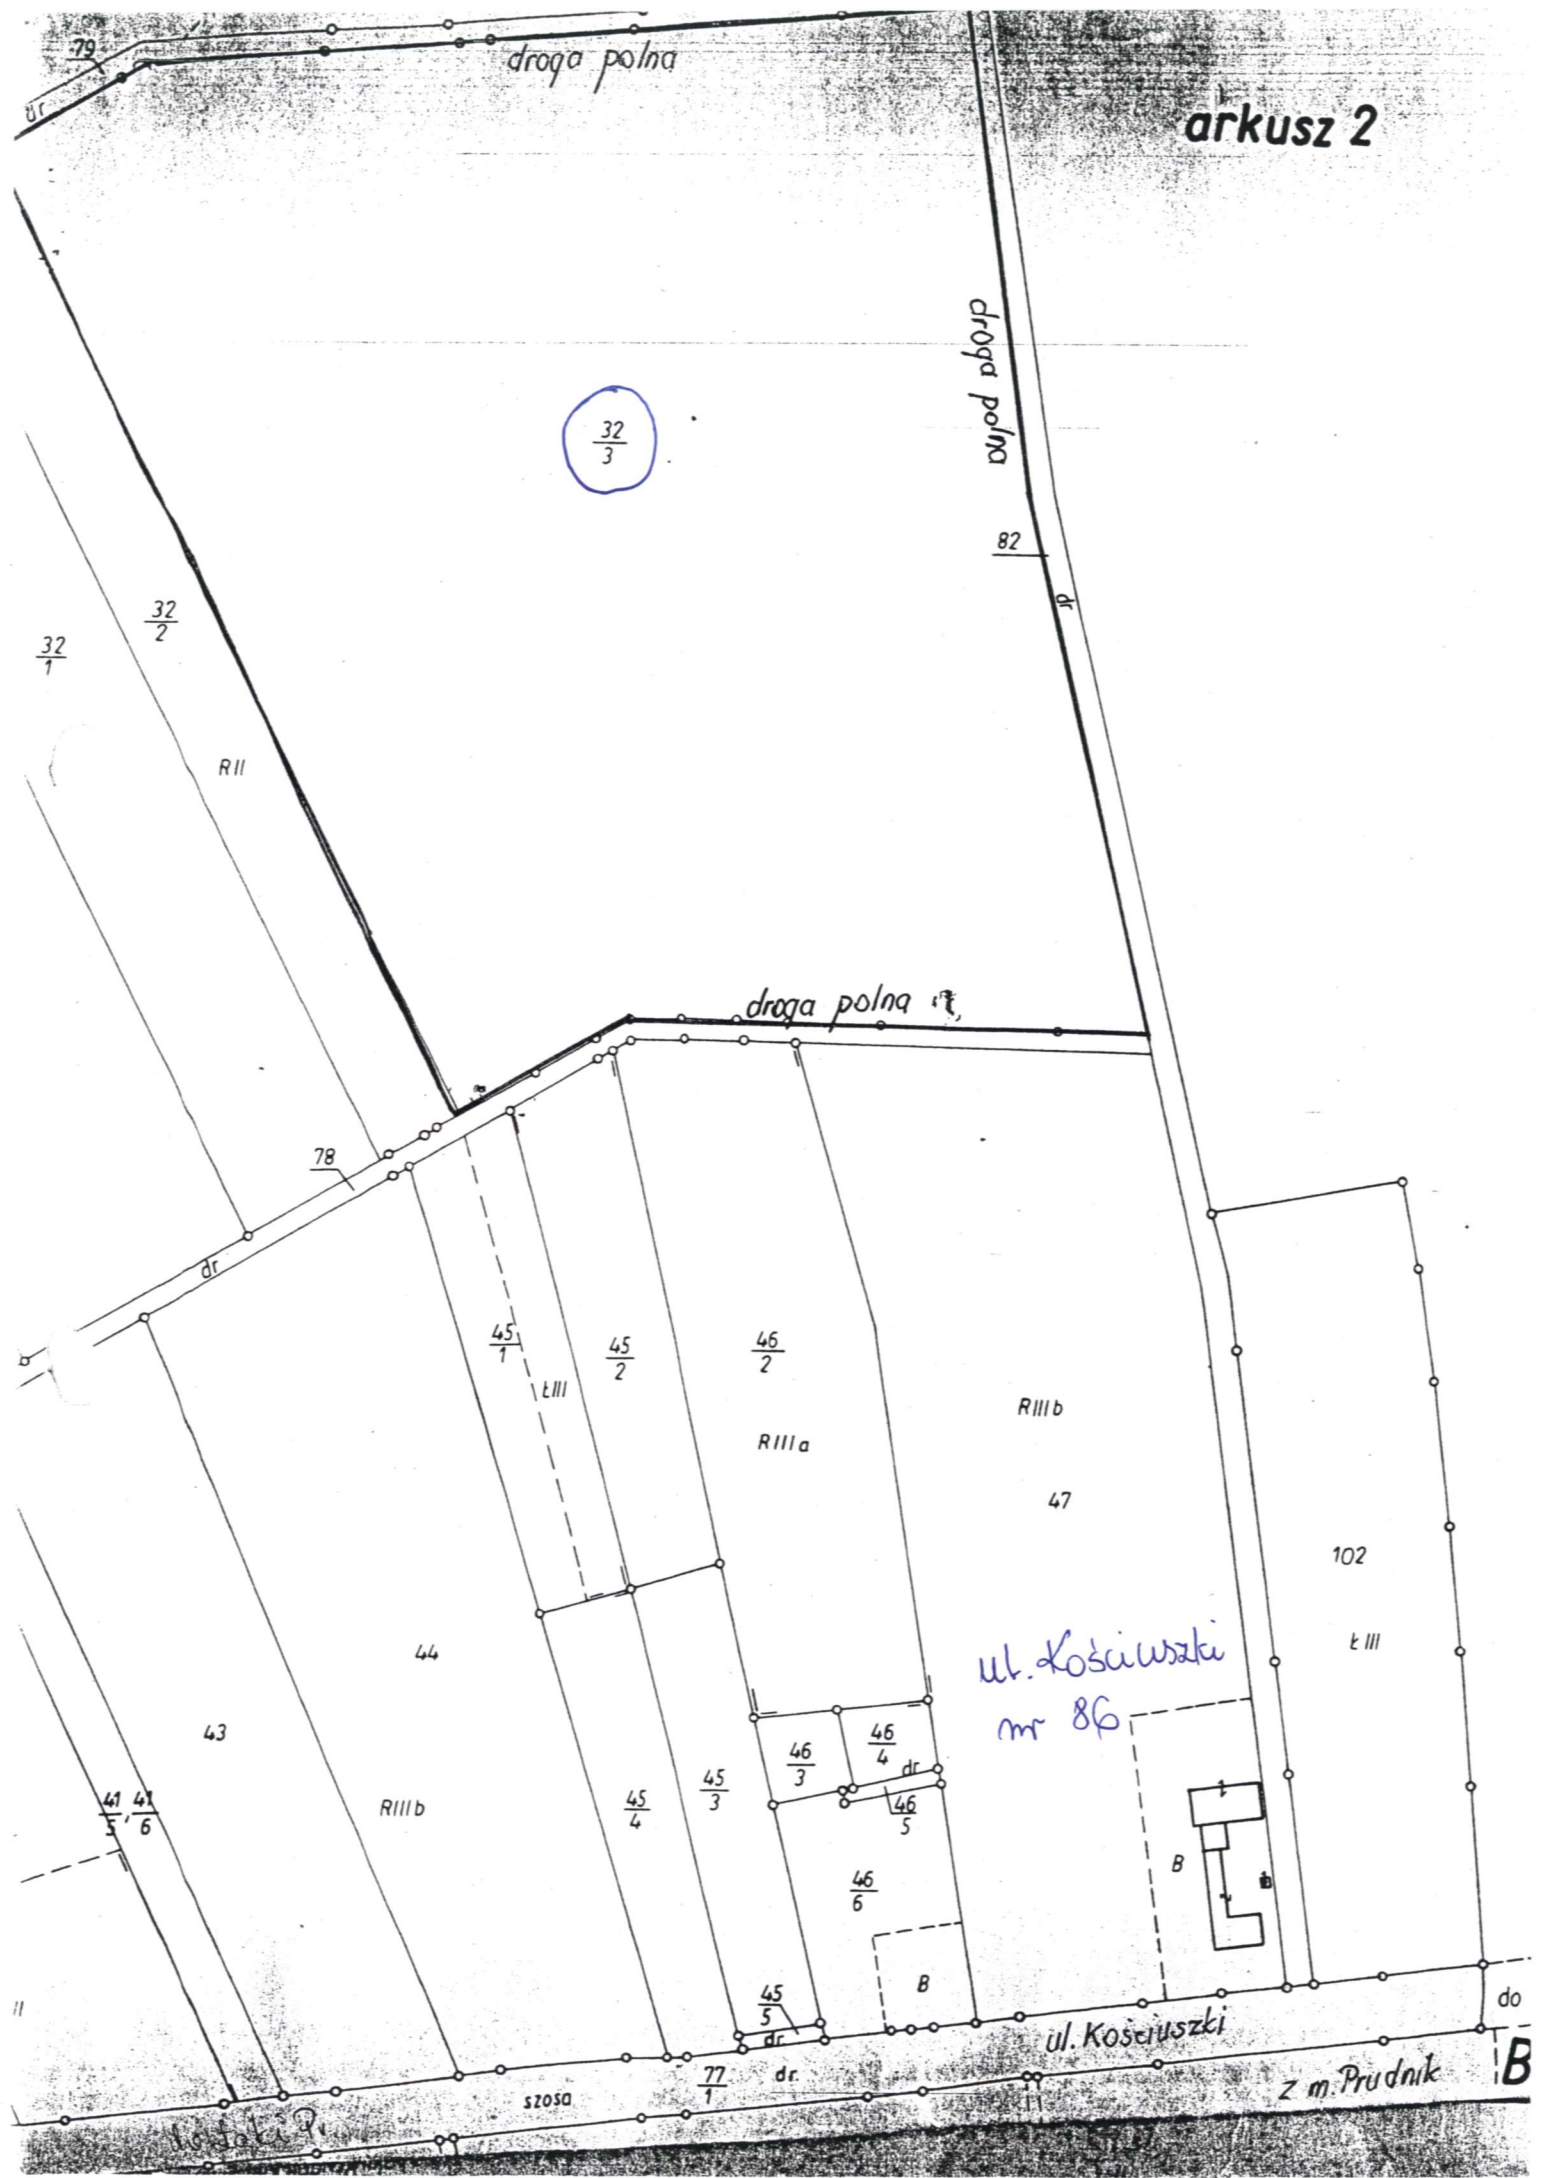 79
dr
droga polna
arkusz 2
droga polna
32
3
82
dr
32
2
32
1
RII
droga polna
78
dr
45
1
45
2
46
2
ŁIII
RIIIb
RIIIa
47
102
44
ul. Kościuszki
nr 86
ŁIII
43
46
3
46
4
dr
41
5
,
41
6
RIIIb
45
4
45
3
46
5
B
46
6
B
45
5
dr.
II
do
ul. Kościuszki
77
1
dr.
szosa
z m. Prudnik
B